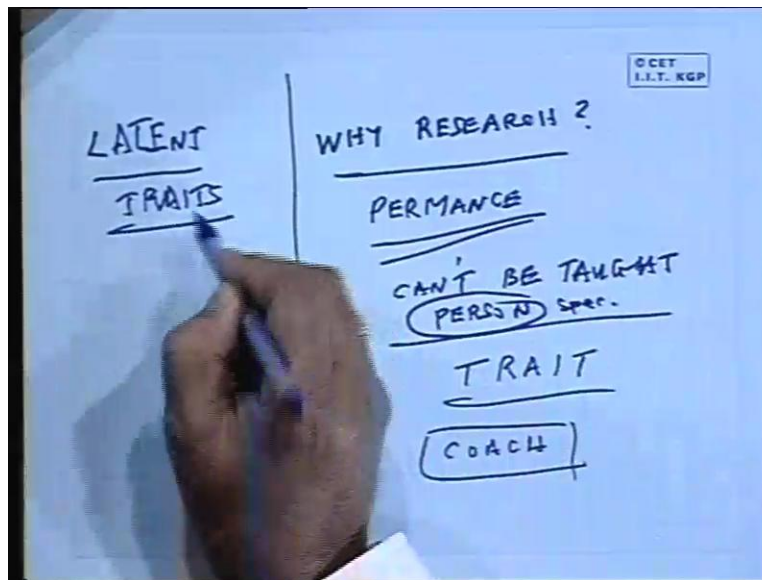 © CET
I.I.T. KGP
LATENT
TRAITS
WHY RESEARCH?
PERMANCE
CAN'T BE TAUGHT
PERSON spec.
TRAIT
COACH